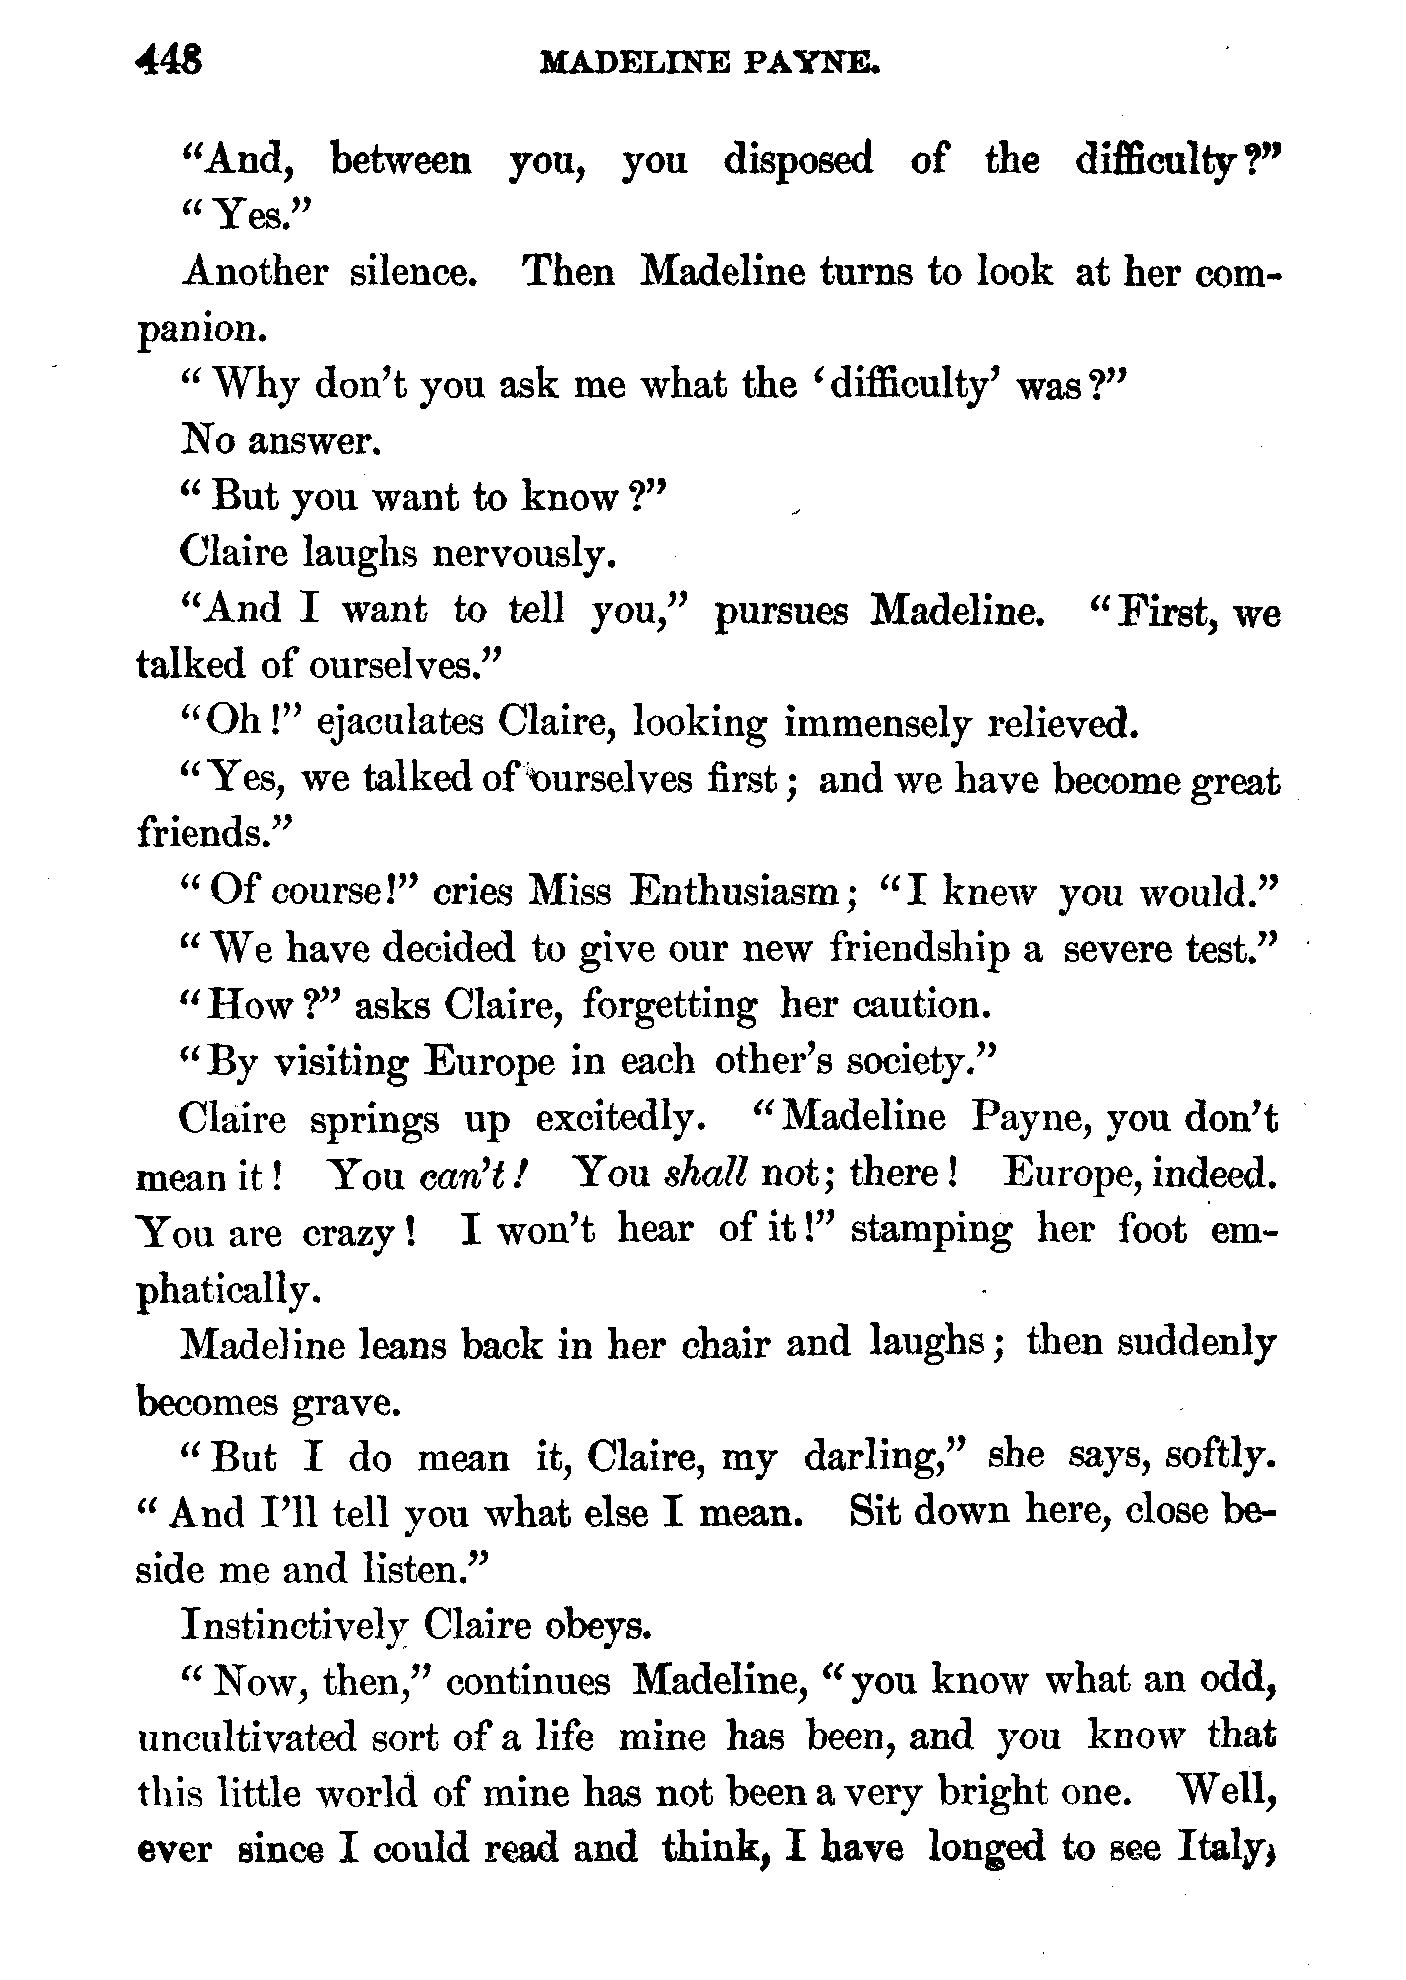 448 MADELINE PAYNE.
“And, between you, you disposed of the difficulty?”
“Yes.”
Another silence. Then Madeline turns to look at her com-
panion.
“Why don’t you ask me what the ‘difficulty’ was?”
No answer.
“But you want to know?”
Claire laughs nervously.
“And I want to tell you,” pursues Madeline. “First, we
talked of ourselves.”
“Oh!” ejaculates Claire, looking immensely relieved.
“Yes, we talked of ourselves first; and we have become great
friends.”
“Of course!” cries Miss Enthusiasm; “I knew you would.”
“We have decided to give our new friendship a severe test.”
“How?” asks Claire, forgetting her caution.
“By visiting Europe in each other’s society.”
Claire springs up excitedly. “Madeline Payne, you don’t
mean it! You can’t! You shall not; there! Europe, indeed.
You are crazy! I won’t hear of it!” stamping her foot em-
phatically.
Madeline leans back in her chair and laughs; then suddenly
becomes grave.
“But I do mean it, Claire, my darling,” she says, softly.
“And I’ll tell you what else I mean. Sit down here, close be-
side me and listen.”
Instinctively Claire obeys.
“Now, then,” continues Madeline, “you know what an odd,
uncultivated sort of a life mine has been, and you know that
this little world of mine has not been a very bright one. Well,
ever since I could read and think, I have longed to see Italy,